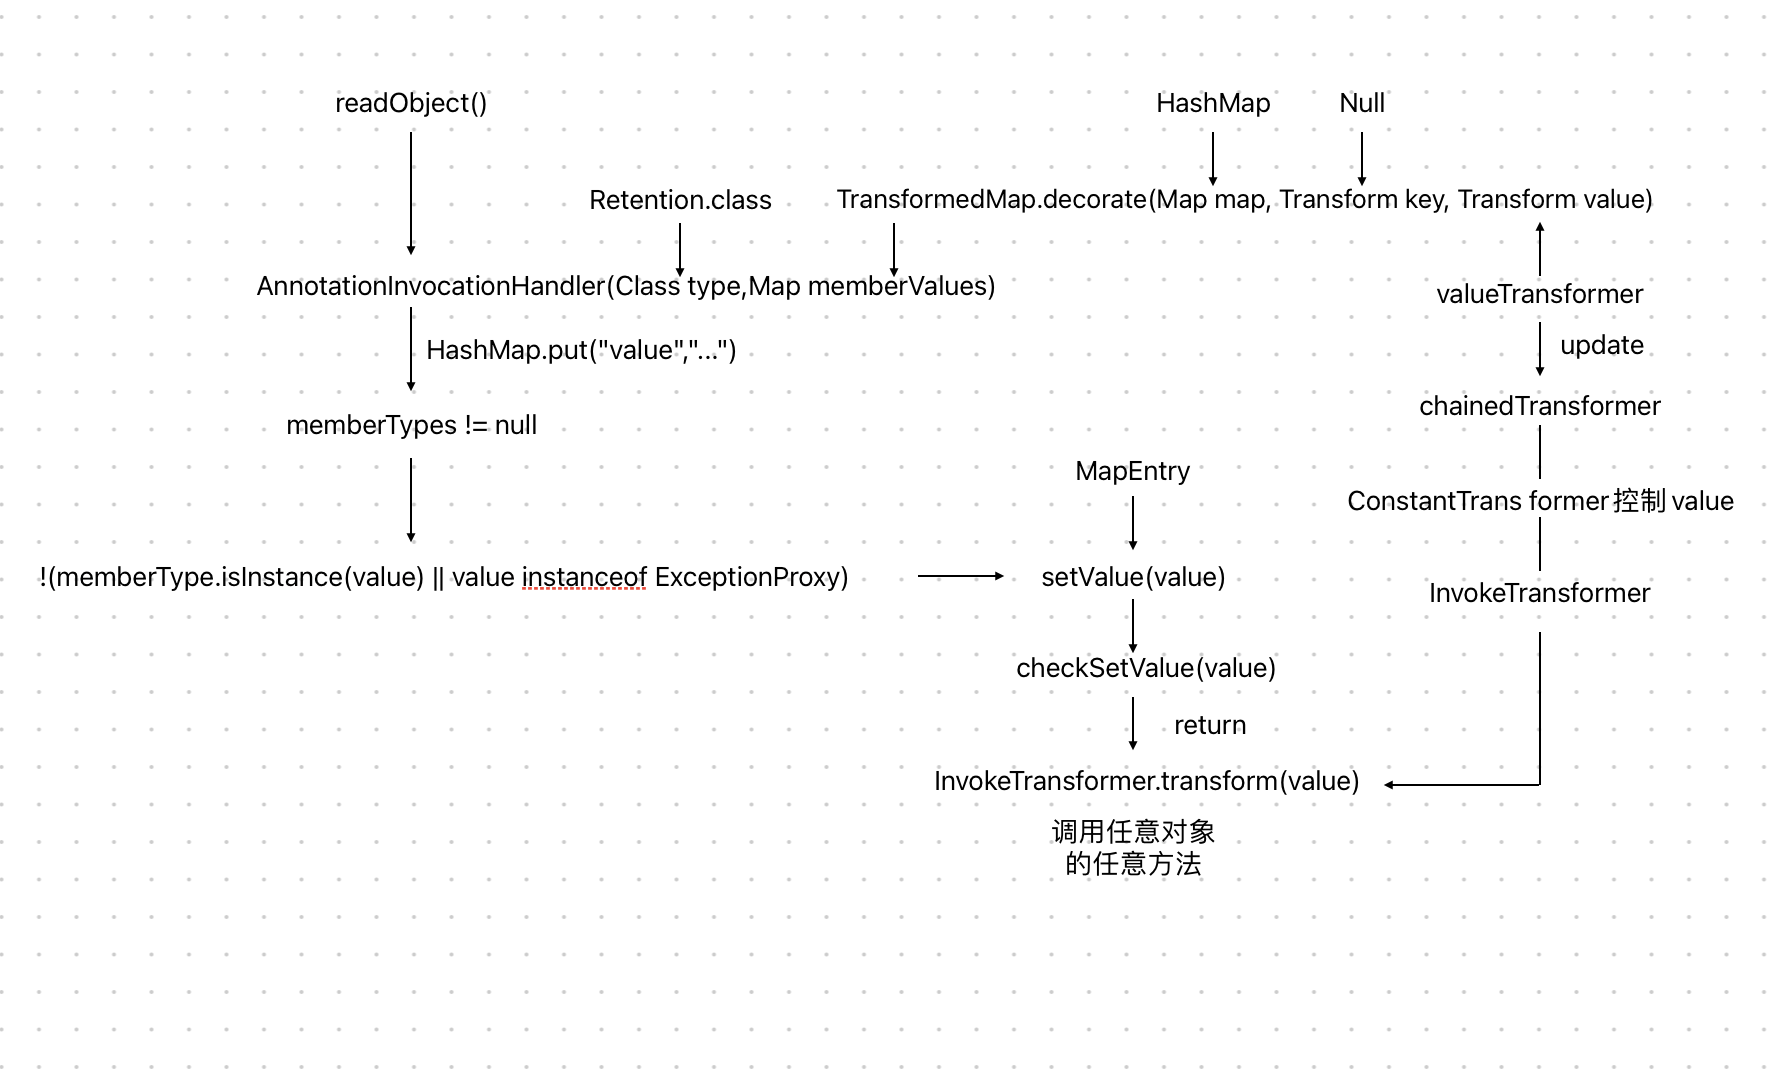 readObject()
HashMap
Null
Retention.class
TransformedMap.decorate(Map map, Transform key, Transform value)
AnnotationInvocationHandler(Class type,Map memberValues)
valueTransformer
HashMap.put("value","...")
update
memberTypes != null
chainedTransformer
MapEntry
ConstantTrans former控制 value
!(memberType.isInstance(value) || value instanceof ExceptionProxy)
setValue(value)
InvokeTransformer
checkSetValue(value)
return
InvokeTransformer.transform(value)
调用任意对象
的任意方法